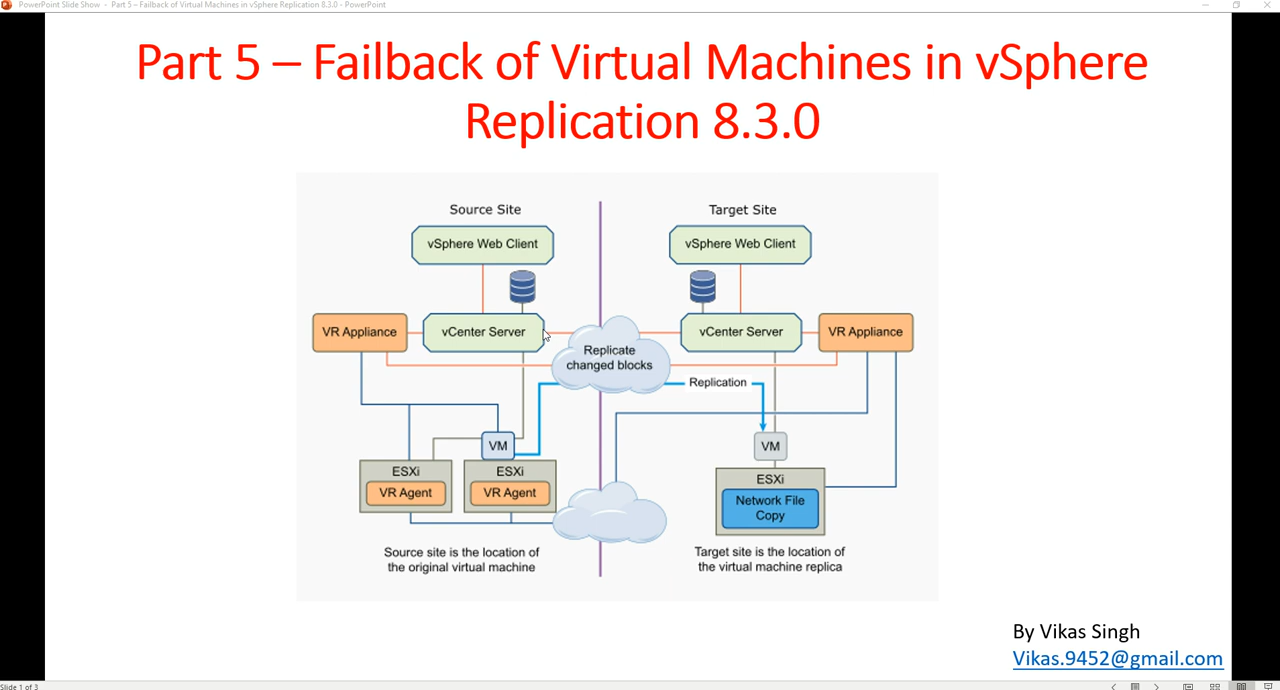 PowerPoint Slide Show - Part 5 – Failback of Virtual Machines in vSphere Replication 8.3.0 - PowerPoint
Part 5 – Failback of Virtual Machines in vSphere
Replication 8.3.0
Source Site
Target Site
vSphere Web Client
vSphere Web Client
VR Appliance
vCenter Server
vCenter Server
VR Appliance
Replicate
changed blocks
Replication
VM
VM
ESXi
VR Agent
ESXi
VR Agent
ESXi
Network File
Copy
Source site is the location of
the original virtual machine
Target site is the location of
the virtual machine replica
By Vikas Singh
Vikas.9452@gmail.com
Slide 1 of 3